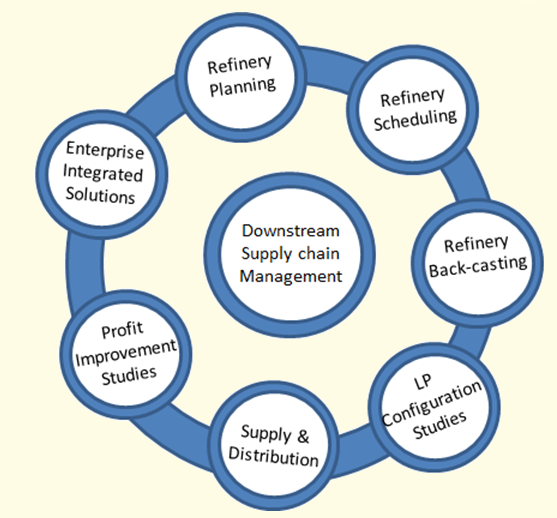 Refinery
Planning
Refinery
Scheduling
Refinery
Back-casting
LP
Configuration
Studies
Supply &
Distribution
Profit
Improvement
Studies
Enterprise
Integrated
Solutions
Downstream
Supply chain
Management